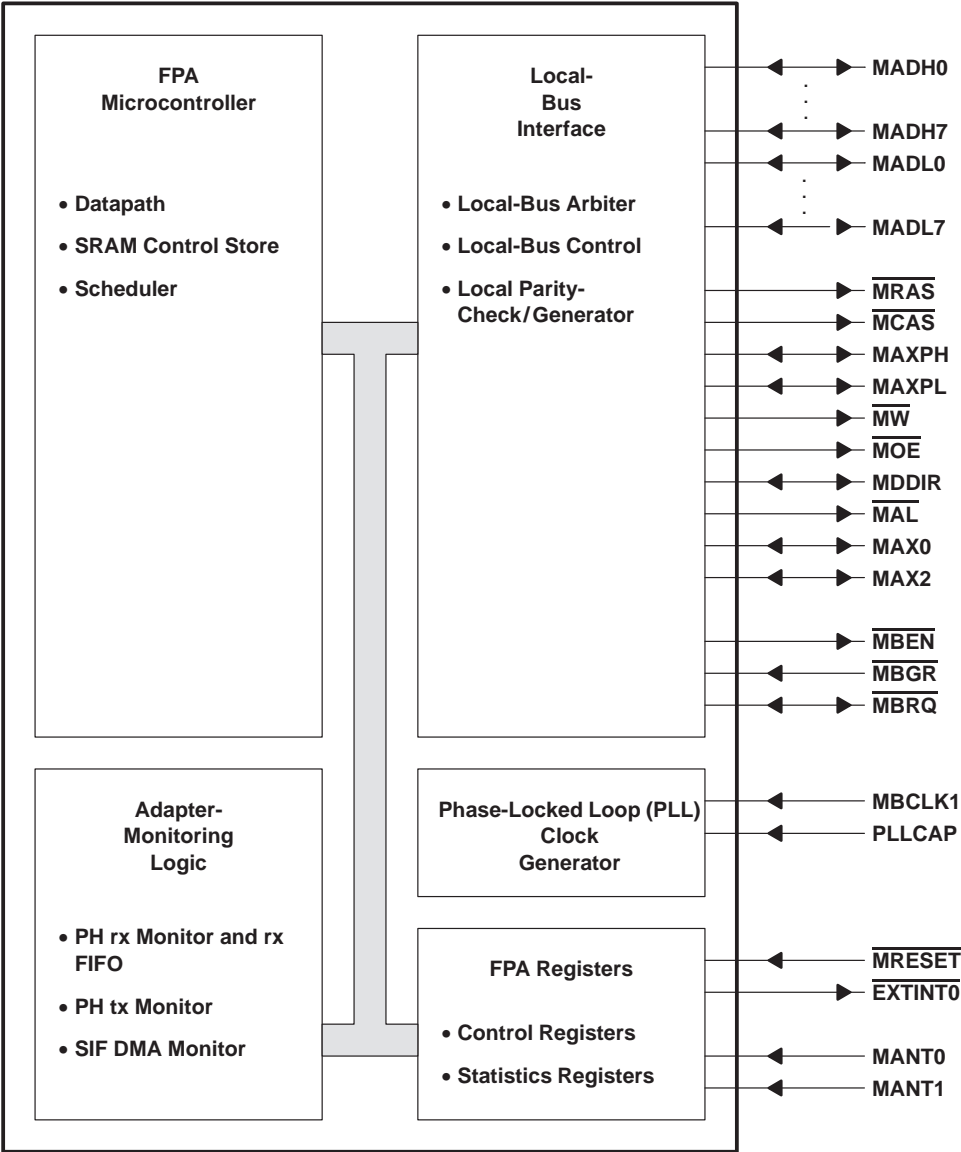 FPA
Microcontroller
• Datapath
• SRAM Control Store
• Scheduler
Local-
Bus
Interface
• Local-Bus Arbiter
• Local-Bus Control
• Local Parity-
Check/Generator
Adapter-
Monitoring
Logic
• PH rx Monitor and rx
FIFO
• PH tx Monitor
• SIF DMA Monitor
Phase-Locked Loop (PLL)
Clock
Generator
FPA Registers
• Control Registers
• Statistics Registers
MADH0
MADH7
MADL0
MADL7
MRAS
MCAS
MAXPH
MAXPL
MW
MOE
MDDIR
MAL
MAX0
MAX2
MBEN
MBGR
MBRQ
MBCLK1
PLLCAP
MRESET
EXTINT0
MANT0
MANT1